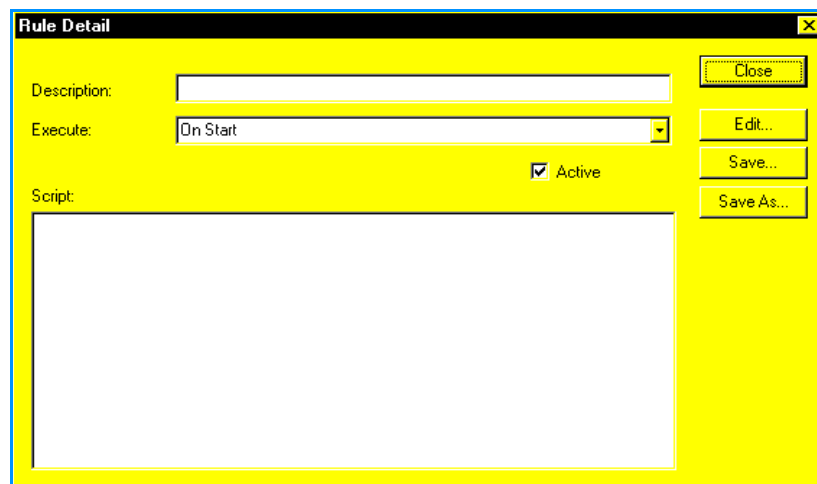 Rule Detail
Close
Description:
Execute: On Start
Edit...
Active
Save...
Script:
Save As...